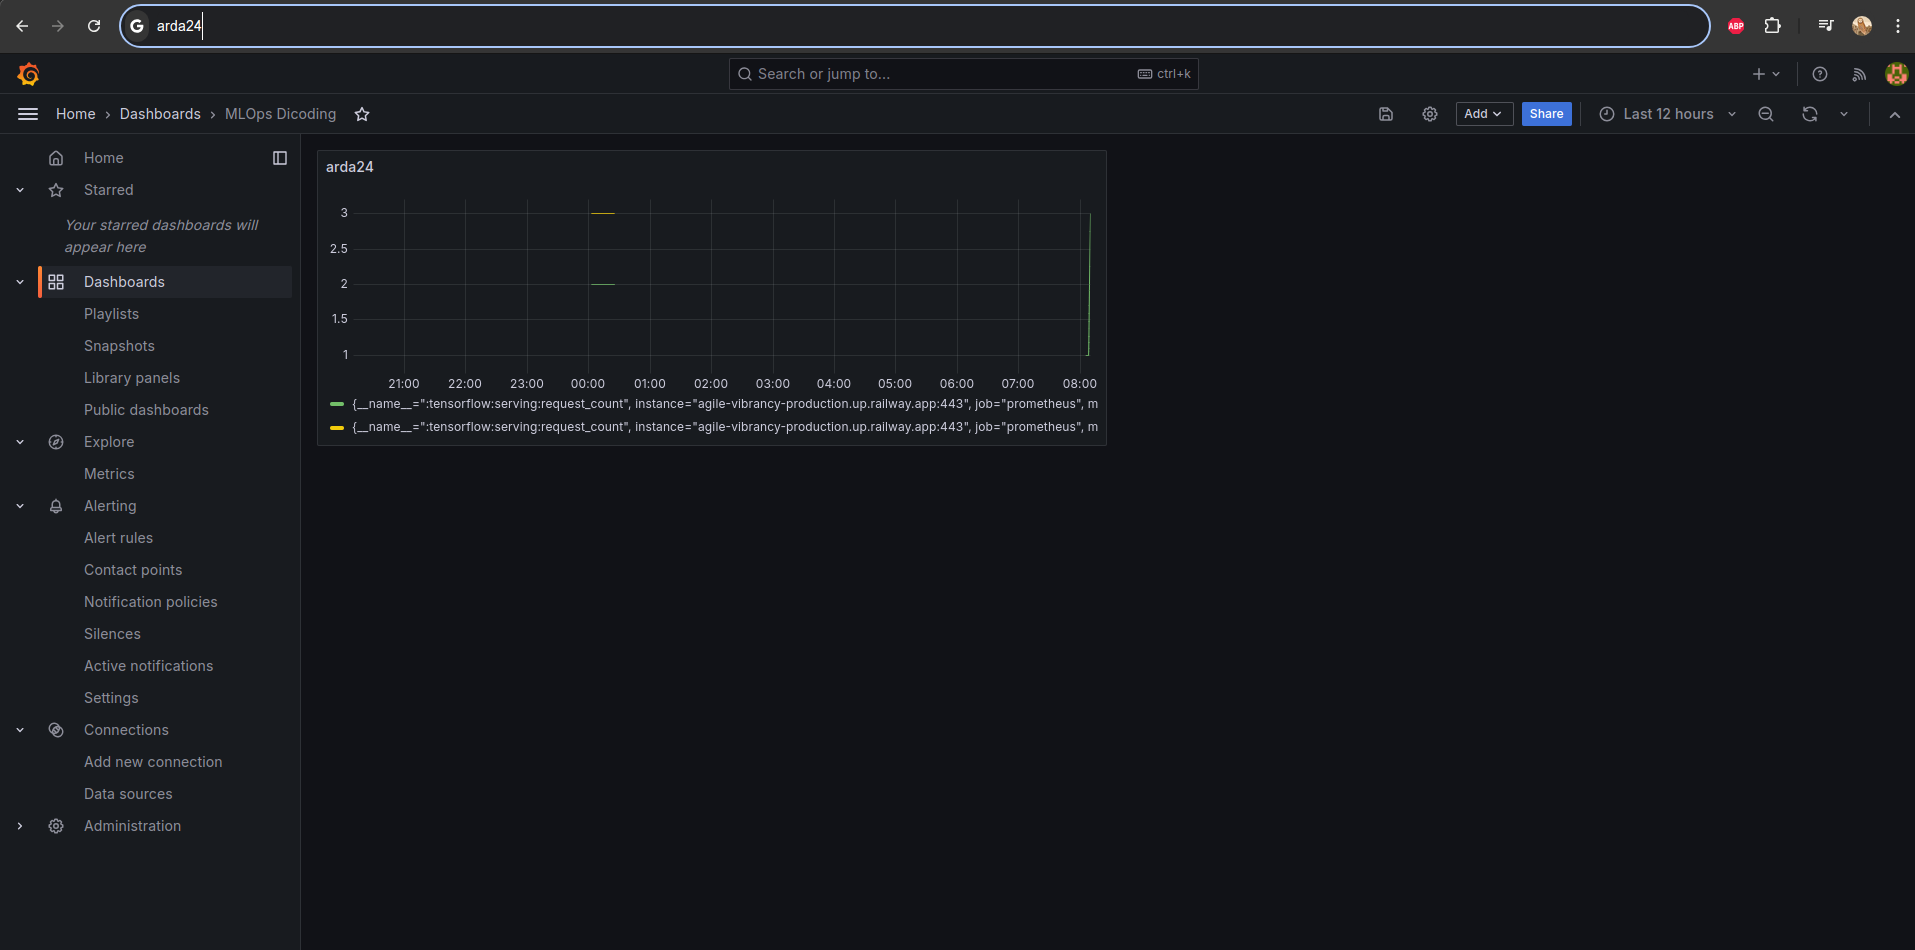 arda24
ABP
Search or jump to... ctrl+k
Home › Dashboards › MLOps Dicoding
Add
Share
Last 12 hours
Home
Starred
Your starred dashboards will
appear here
Dashboards
Playlists
Snapshots
Library panels
Public dashboards
Explore
Metrics
Alerting
Alert rules
Contact points
Notification policies
Silences
Active notifications
Settings
Connections
Add new connection
Data sources
Administration
arda24
3
2.5
2
1.5
1
21:00 22:00 23:00 00:00 01:00 02:00 03:00 04:00 05:00 06:00 07:00 08:00
{__name__=":tensorflow:serving:request_count", instance="agile-vibrancy-production.up.railway.app:443", job="prometheus", m
{__name__=":tensorflow:serving:request_count", instance="agile-vibrancy-production.up.railway.app:443", job="prometheus", m